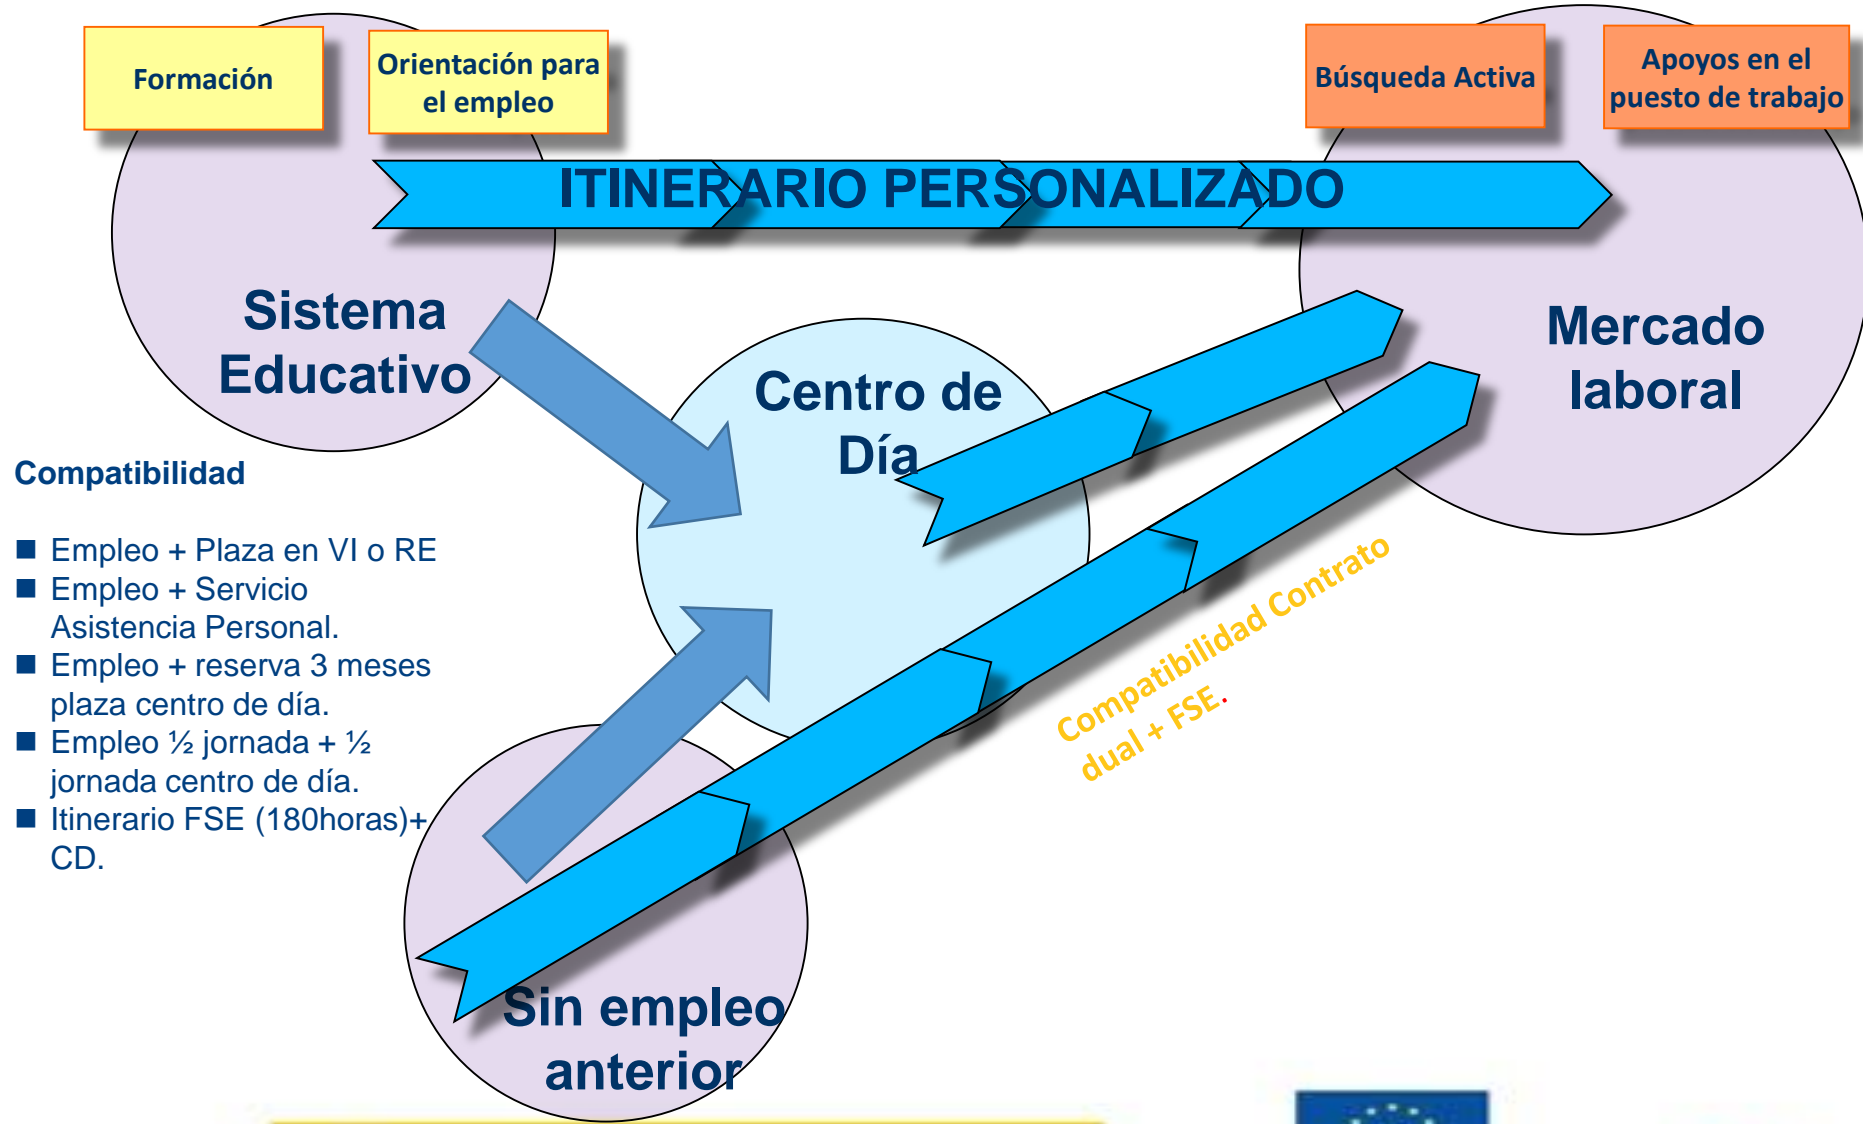 Formación
Orientación para
el empleo
Búsqueda Activa
Apoyos en el
puesto de trabajo
ITINERARIO PERSONALIZADO
Sistema
Educativo
Mercado
laboral
Centro de
Día
Compatibilidad
Empleo + Plaza en VI o RE
Empleo + Servicio
Asistencia Personal.
Empleo + reserva 3 meses
plaza centro de día.
Empleo ½ jornada + ½
jornada centro de día.
Itinerario FSE (180horas)+
CD.
Compatibilidad Contrato
dual + FSE.
Sin empleo
anterior